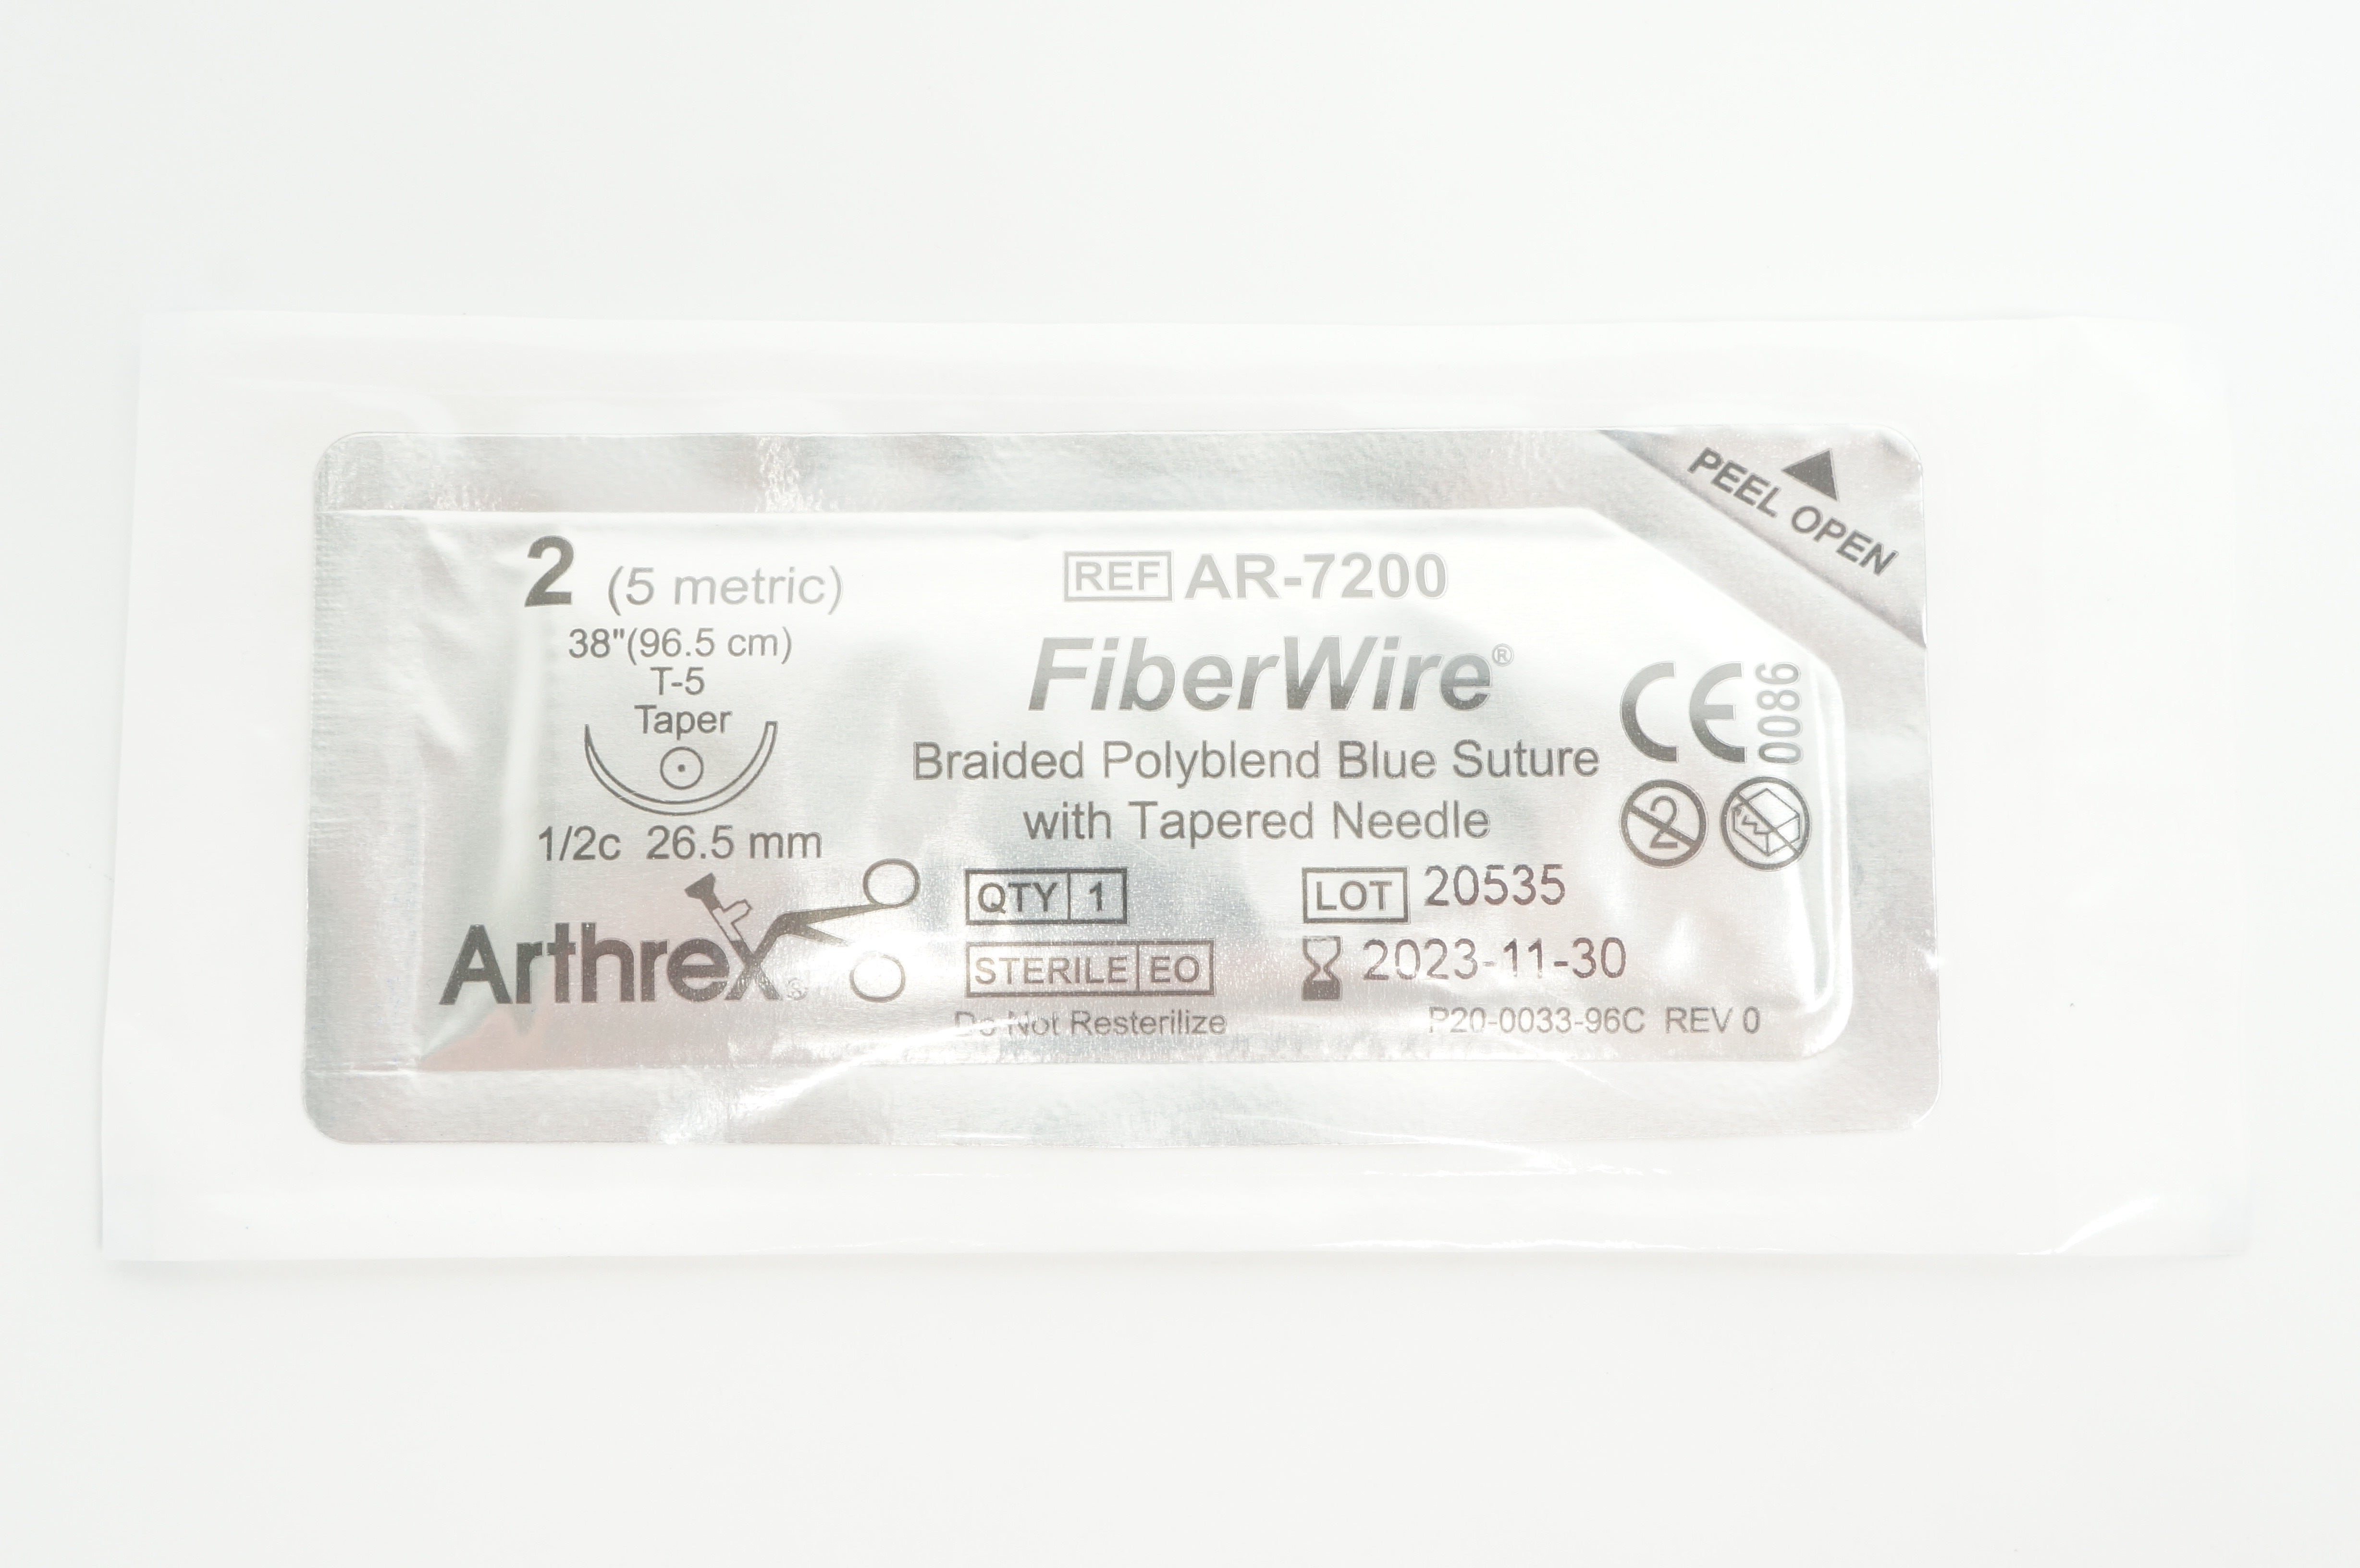 PEEL OPEN
2 (5 metric)
38"(96.5 cm)
T-5
Taper
1/2c 26.5 mm
Arthrex®
REF AR-7200
FiberWire®
Braided Polyblend Blue Suture
with Tapered Needle
CE 0086
2
QTY 1
LOT 20535
STERILE EO
2023-11-30
Do Not Resterilize
P20-0033-96C REV 0